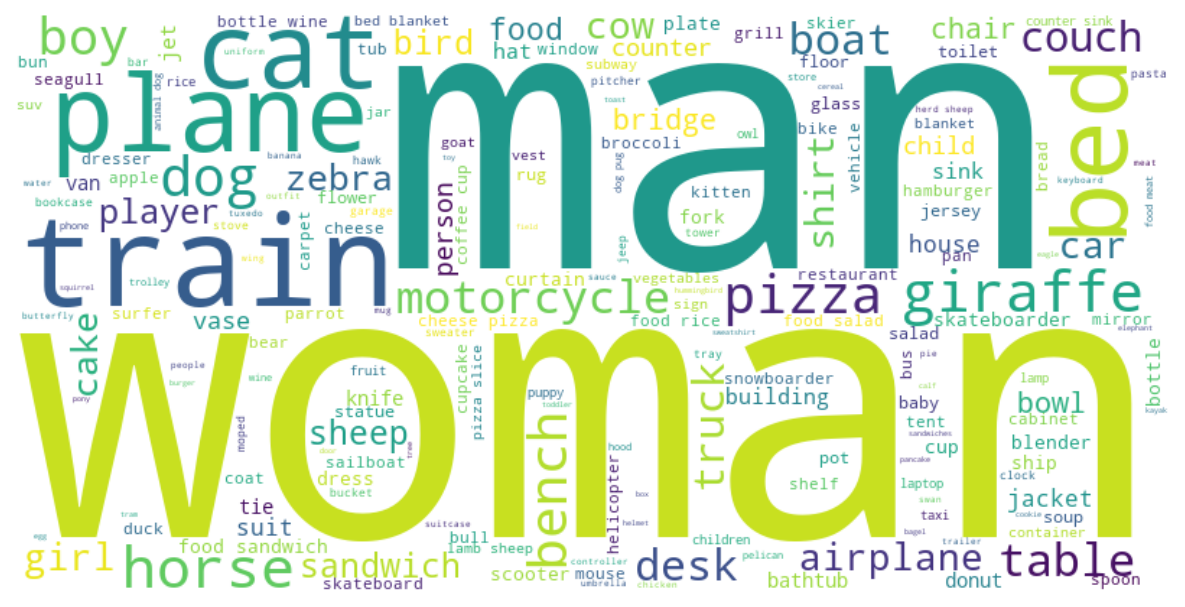 boy
jet
bottle wine
bed blanket
cat
uniform
tub
bird
food
hat
window
cow
plate
counter
subway
grill
skier
boat
floor
chair
toilet
counter sink
couch
bun
bar
seagull
rice
suv
plane
animal dog
jar
man
pitcher
store
cereal
toast
bridge
glass
herd sheep
blanket
bed
pasta
dresser
banana
hawk
goat
vest
toy
rug
broccoli
owl
bike
vehicle
child
bread
meat
water
van
apple
dog
zebra
flower
person
coffee cup
dog pug
kitten
shirt
sink
hamburger
keyboard
food meat
bookcase
outfit
player
tuxedo
garage
stove
carpet
cheese
phone
field
fork
tower
jeep
jersey
house
pan
car
eagle
train
wing
trolley
squirrel
curtain
sauce
vegetables
hummingbird
restaurant
motorcycle
sign
pizza
giraffe
mug
butterfly
surfer
vase
parrot
cheese pizza
sweater
food rice
sweatshirt
food salad
skateboarder
mirror
elephant
cake
bear
salad
woman
people
burger
pony
wine
fruit
cupcake
pizza slice
tray
truck
snowboarder
building
bus
pie
calf
lamp
bottle
kayak
knife
statue
sheep
puppy
toddler
bench
baby
tent
sandwiches
bowl
cabinet
moped
door
tree
sailboat
hood
cup
blender
coat
dress
bucket
helicopter
box
pot
shelf
pancake
ship
laptop
clock
swan
jacket
tie
suit
tram
duck
suitcase
helmet
taxi
bagel
cookie
soup
container
egg
girl
food sandwich
bull
lamb sheep
children
pelican
trailer
horse
sandwich
skateboard
scooter
controller
mouse
umbrella
chicken
desk
airplane
bathtub
donut
table
spoon